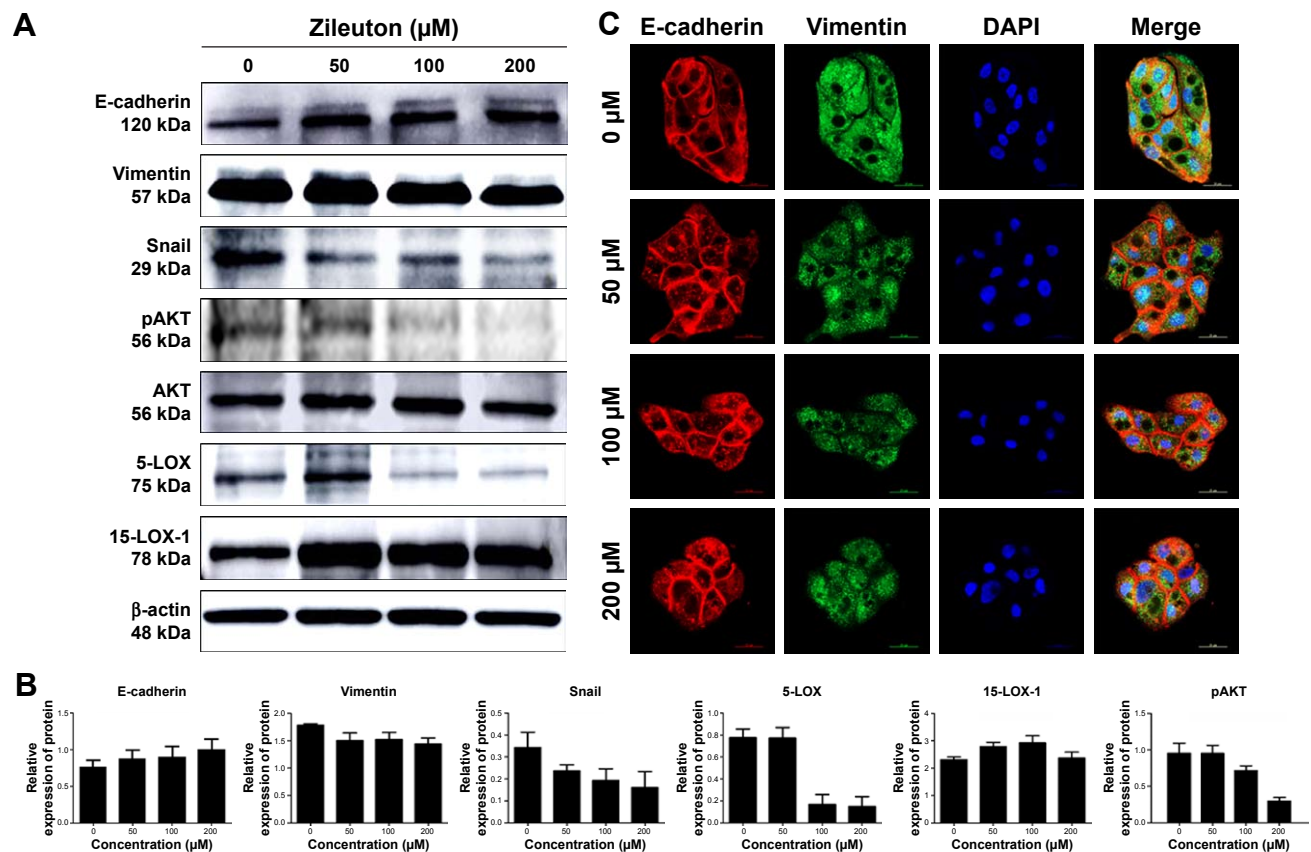 A
Zileuton (µM)
0 50 100 200
E-cadherin
120 kDa
Vimentin
57 kDa
Snail
29 kDa
pAKT
56 kDa
AKT
56 kDa
5-LOX
75 kDa
15-LOX-1
78 kDa
β-actin
48 kDa
C
E-cadherin Vimentin DAPI Merge
0 µM
50 µM
100 µM
200 µM
B
E-cadherin
Relative
expression of protein
1.5
1.0
0.5
0.0
0 50 100 200
Concentration (µM)
Vimentin
Relative
expression of protein
2.0
1.5
1.0
0.5
0.0
0 50 100 200
Concentration (µM)
Snail
Relative
expression of protein
0.5
0.4
0.3
0.2
0.1
0.0
0 50 100 200
Concentration (µM)
5-LOX
Relative
expression of protein
0.8
0.6
0.4
0.2
0.0
0 50 100 200
Concentration (µM)
15-LOX-1
Relative
expression of protein
4
3
2
1
0
0 50 100 200
Concentration (µM)
pAKT
Relative
expression of protein
1.5
1.0
0.5
0.0
0 50 100 200
Concentration (µM)